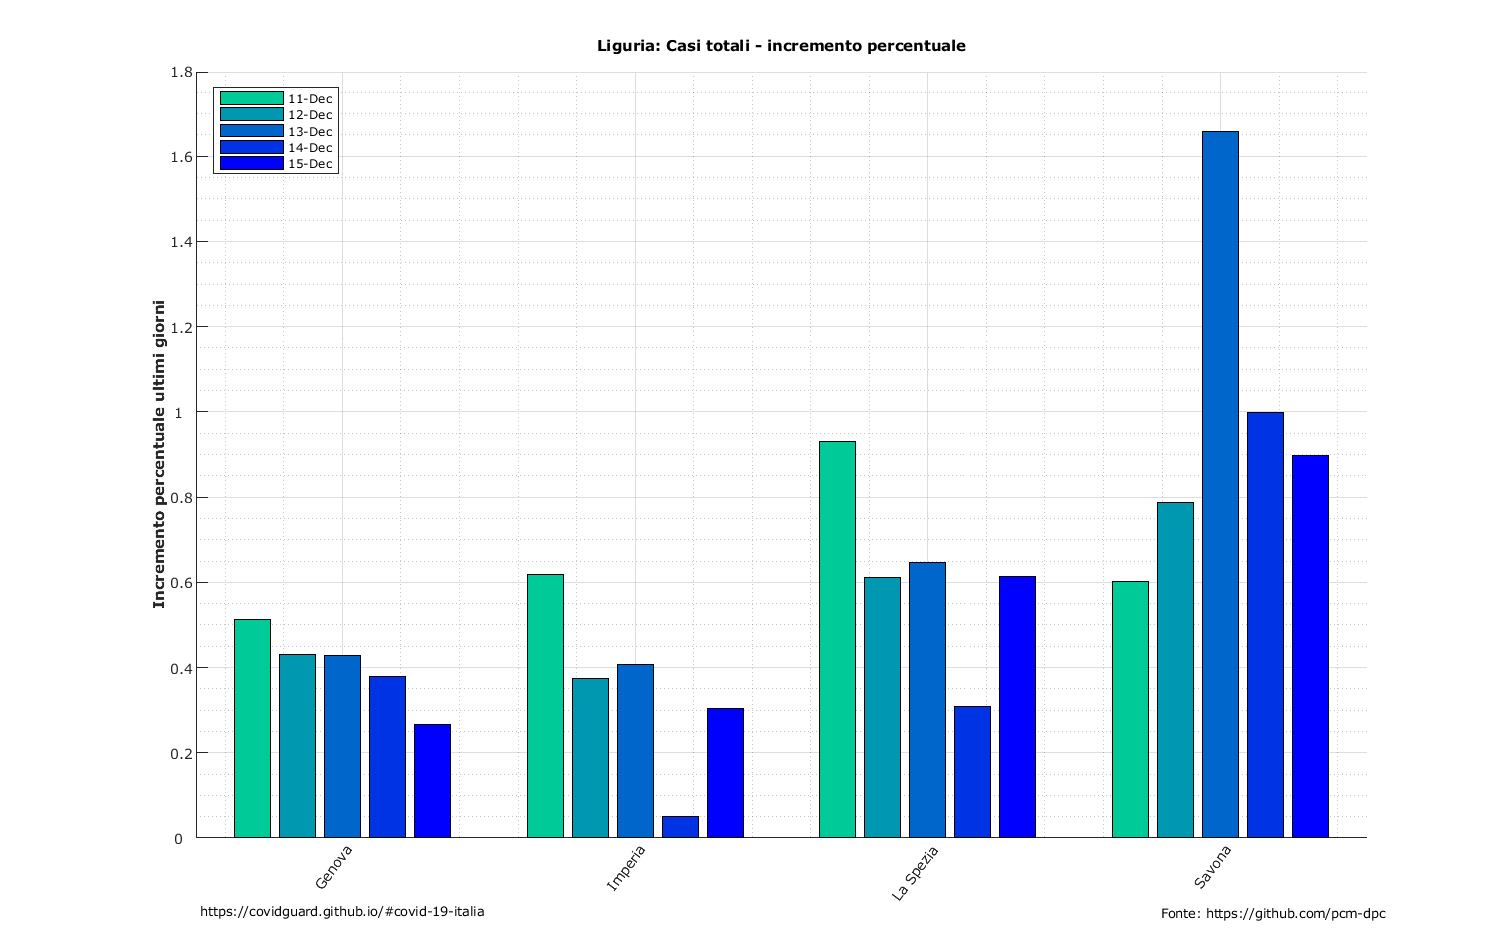 Liguria: Casi totali - incremento percentuale
Incremento percentuale ultimi giorni
1.8
1.6
1.4
1.2
1
0.8
0.6
0.4
0.2
0
11-Dec
12-Dec
13-Dec
14-Dec
15-Dec
Genova
Imperia
La Spezia
Savona
https://covidguard.github.io/#covid-19-italia
Fonte: https://github.com/pcm-dpc